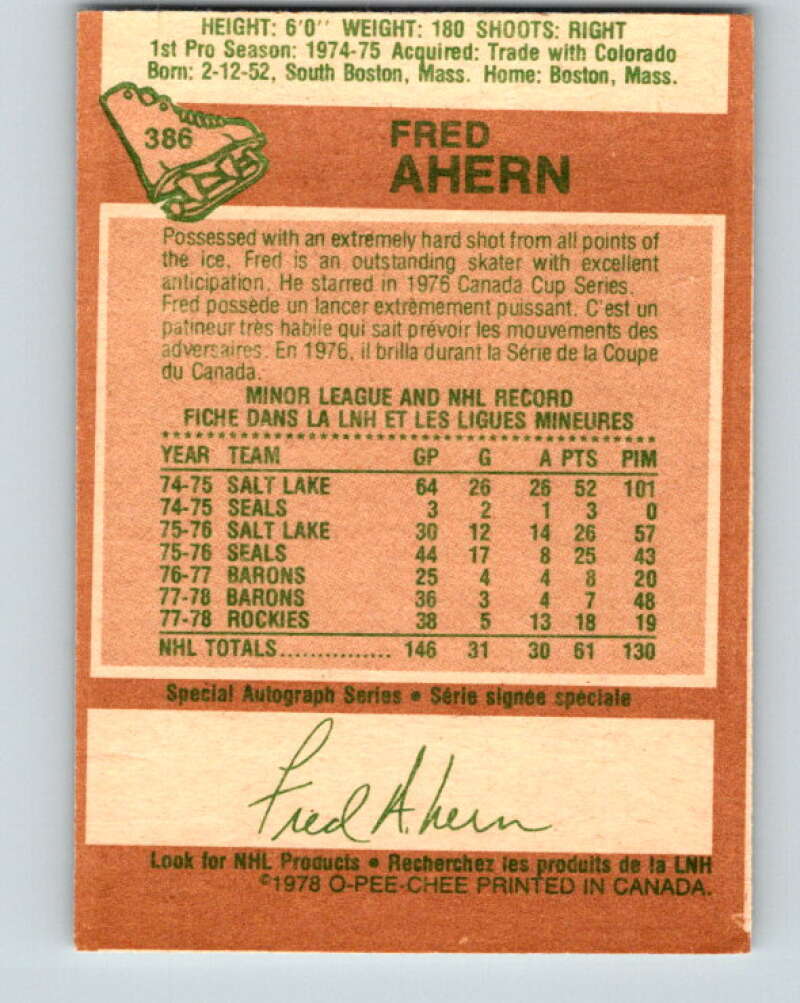 HEIGHT: 6'0" WEIGHT: 180 SHOOTS: RIGHT
1st Pro Season: 1974-75 Acquired: Trade with Colorado
Born: 2-12-52, South Boston, Mass. Home: Boston, Mass.
386
FRED
AHERN
Possessed with an extremely hard shot from all points of
the ice, Fred is an outstanding skater with excellent
anticipation. He starred in 1976 Canada Cup Series.
Fred possède un lancer extrêmement puissant. C'est un
patineur très habile qui sait prévoir les mouvements des
adversaires. En 1976, il brilla durant la Série de la Coupe
du Canada.
MINOR LEAGUE AND NHL RECORD
FICHE DANS LA LNH ET LES LIGUES MINEURES
YEAR TEAM GP G A PTS PIM
74-75 SALT LAKE 64 26 26 52 101
74-75 SEALS 3 2 1 3 0
75-76 SALT LAKE 30 12 14 26 57
75-76 SEALS 44 17 8 25 43
76-77 BARONS 25 4 4 8 20
77-78 BARONS 36 3 4 7 48
77-78 ROCKIES 38 5 13 18 19
NHL TOTALS............... 146 31 30 61 130
Special Autograph Series • Série signée spéciale
Fred Ahern
Look for NHL Products • Recherchez les produits de la LNH
©1978 O-PEE-CHEE PRINTED IN CANADA.